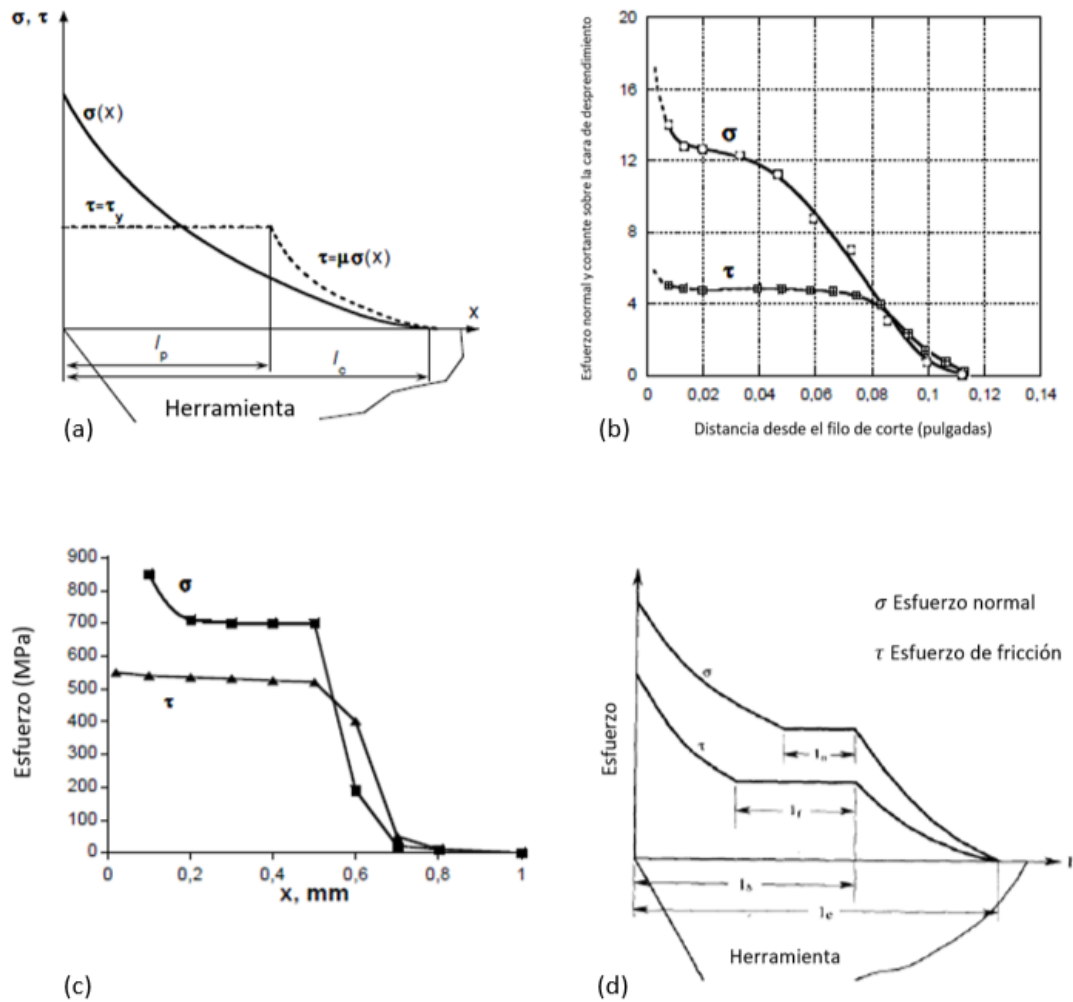 σ, τ
σ(x)
τ=τy
τ=μσ(x)
x
lp
lc
Herramienta
(a)
Esfuerzo normal y cortante sobre la cara de desprendimiento
20
16
12
8
4
0
σ
τ
0 0,02 0,04 0,06 0,08 0,1 0,12 0,14
Distancia desde el filo de corte (pulgadas)
(b)
Esfuerzo (MPa)
900
800
700
600
500
400
300
200
100
0
σ
τ
0 0,2 0,4 0,6 0,8 1
x, mm
(c)
σ Esfuerzo normal
τ Esfuerzo de fricción
Esfuerzo
σ
τ
ln
lf
ls
le
Herramienta
(d)